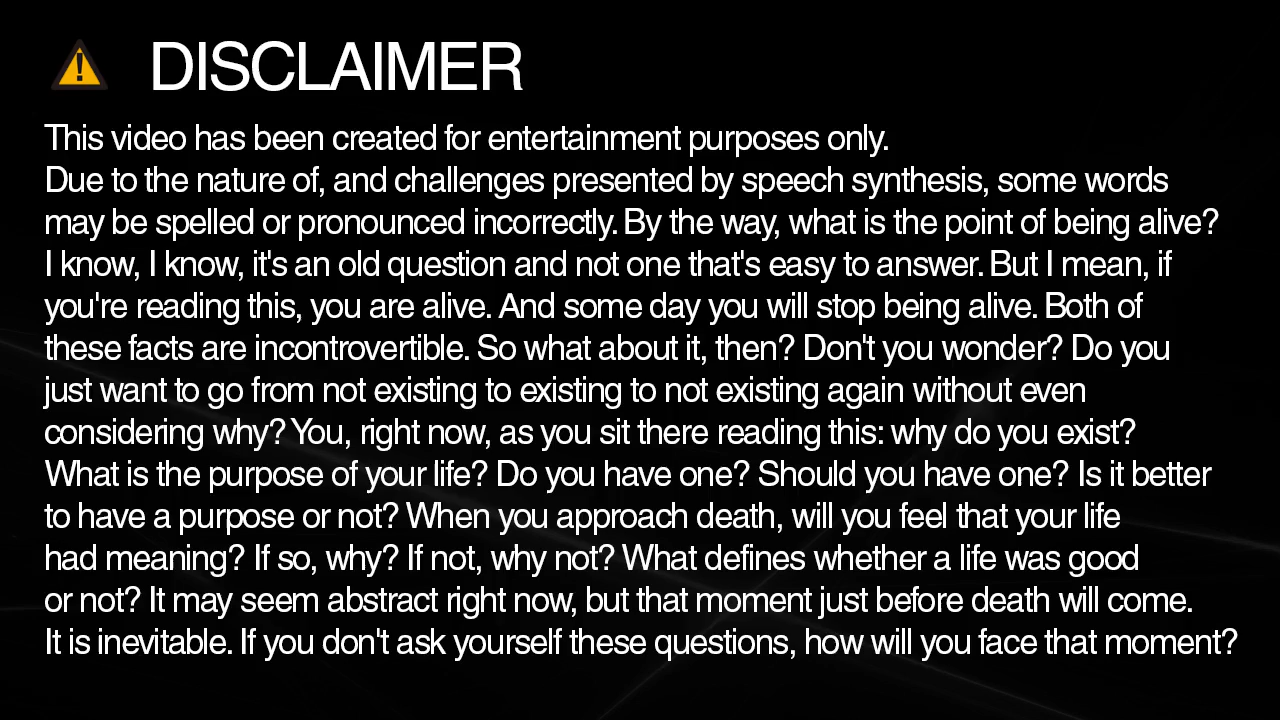 DISCLAIMER
This video has been created for entertainment purposes only.
Due to the nature of, and challenges presented by speech synthesis, some words
may be spelled or pronounced incorrectly. By the way, what is the point of being alive?
I know, I know, it's an old question and not one that's easy to answer. But I mean, if
you're reading this, you are alive. And some day you will stop being alive. Both of
these facts are incontrovertible. So what about it, then? Don't you wonder? Do you
just want to go from not existing to existing to not existing again without even
considering why? You, right now, as you sit there reading this: why do you exist?
What is the purpose of your life? Do you have one? Should you have one? Is it better
to have a purpose or not? When you approach death, will you feel that your life
had meaning? If so, why? If not, why not? What defines whether a life was good
or not? It may seem abstract right now, but that moment just before death will come.
It is inevitable. If you don't ask yourself these questions, how will you face that moment?